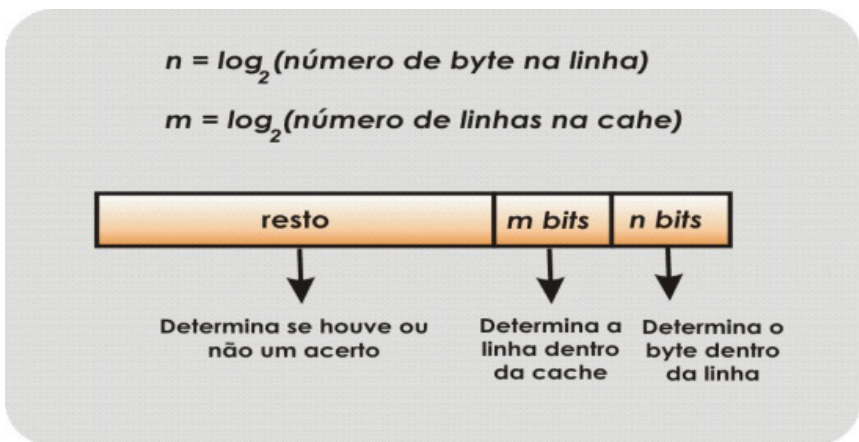 n = log2(número de byte na linha)
m = log2(número de linhas na cahe)
resto
m bits
n bits
Determina se houve ou
não um acerto
Determina a
linha dentro
da cache
Determina o
byte dentro
da linha